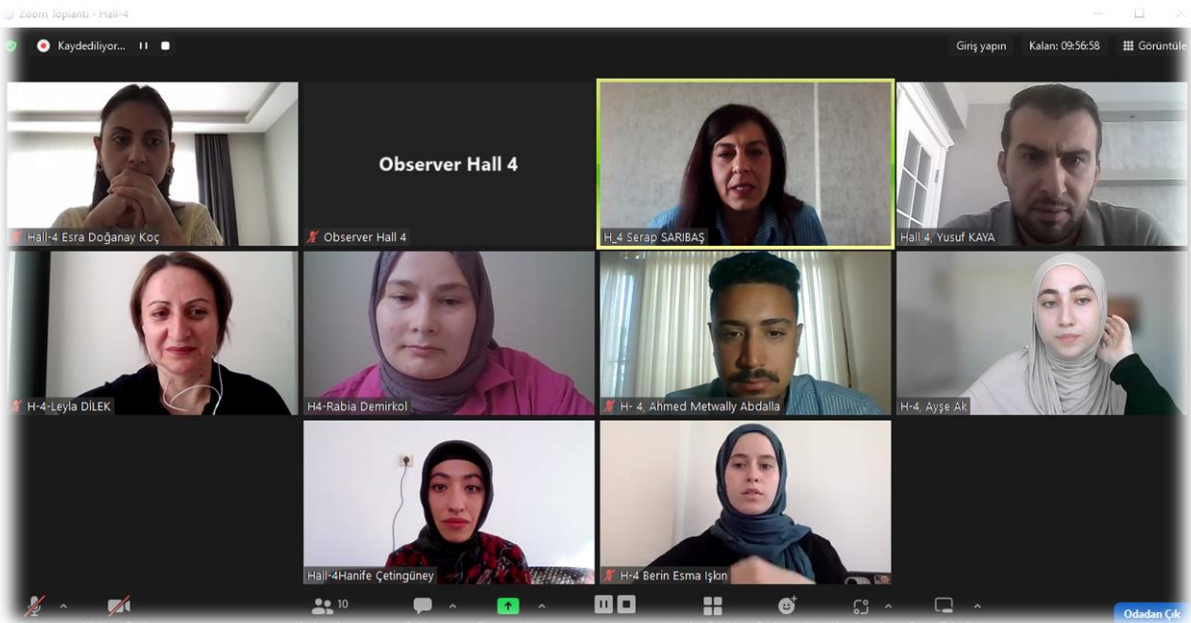 Zoom Toplantı - Hall-4
Kaydediliyor...
Giriş yapın
Kalan: 09:56:58
Görüntüle
Observer Hall 4
Hall-4 Esra Doğanay Koç
Observer Hall 4
H_4 Serap SARIBAŞ
Hall 4, Yusuf KAYA
H-4-Leyla DİLEK
H4-Rabia Demirkol
H- 4, Ahmed Metwally Abdalla
H-4, Ayşe Ak
Hall-4Hanife Çetingüney
H-4 Berin Esma Işkın
10
Odadan Çık